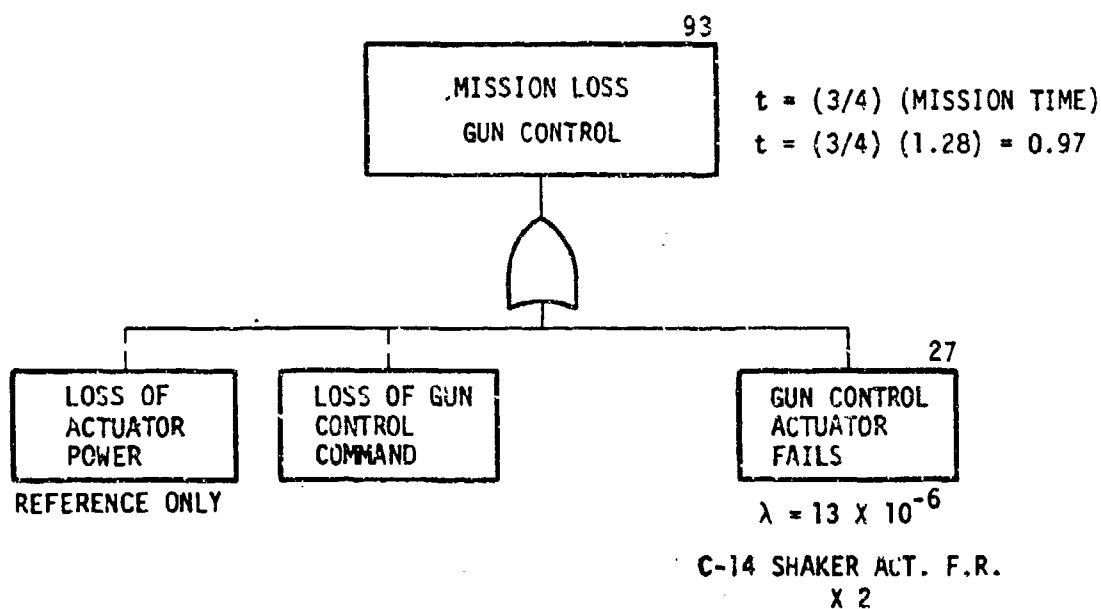 93
MISSION LOSS
GUN CONTROL
t = (3/4) (MISSION TIME)
t = (3/4) (1.28) = 0.97
LOSS OF
ACTUATOR
POWER
REFERENCE ONLY
LOSS OF GUN
CONTROL
COMMAND
27
GUN CONTROL
ACTUATOR
FAILS
λ = 13 X 10⁻⁶
C-14 SHAKER ACT. F.R.
X 2